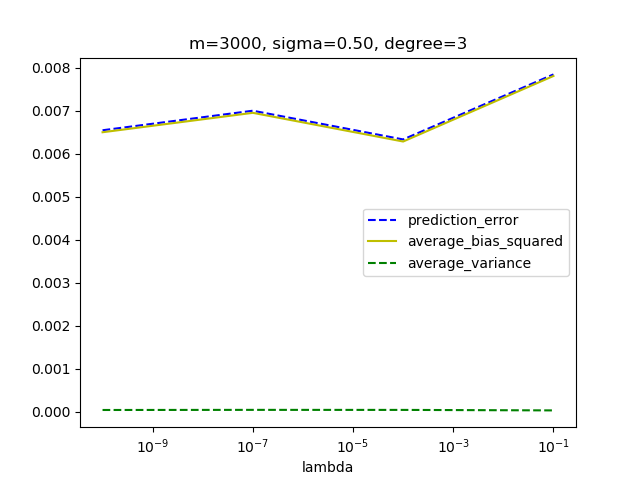 m=3000, sigma=0.50, degree=3
0.008
0.007
0.006
0.005
0.004
0.003
0.002
0.001
0.000
prediction_error
average_bias_squared
average_variance
10⁻⁹ 10⁻⁷ 10⁻⁵ 10⁻³ 10⁻¹
lambda